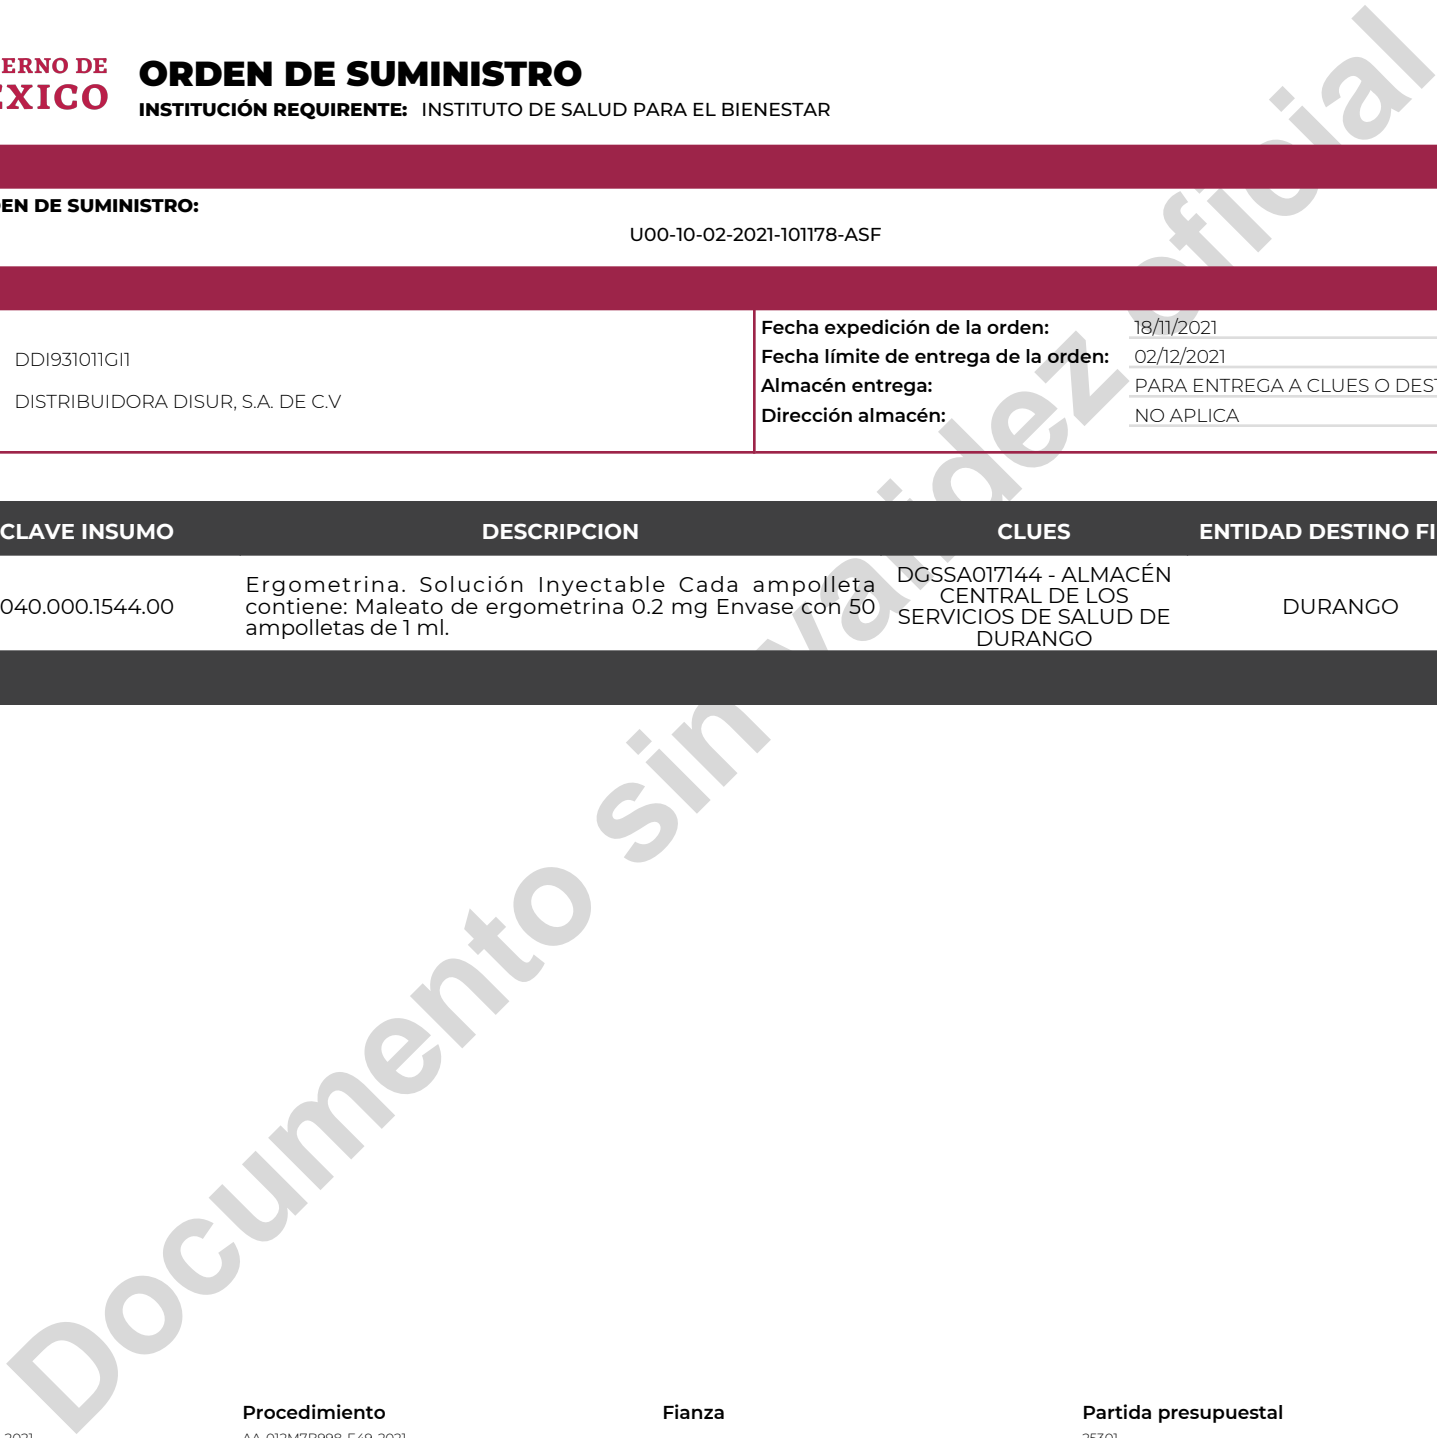 ORDEN DE SUMINISTRO
INSTITUCIÓN REQUIRENTE: INSTITUTO DE SALUD PARA EL BIENESTAR
ERNO DE
EXICO
EN DE SUMINISTRO:
U00-10-02-2021-101178-ASF
DDI931011GI1
DISTRIBUIDORA DISUR, S.A. DE C.V
Fecha expedición de la orden: 18/11/2021
Fecha límite de entrega de la orden: 02/12/2021
Almacén entrega: PARA ENTREGA A CLUES O DEST
Dirección almacén: NO APLICA
CLAVE INSUMO DESCRIPCION CLUES ENTIDAD DESTINO FI
040.000.1544.00
Ergometrina. Solución Inyectable Cada ampolleta
contiene: Maleato de ergometrina 0.2 mg Envase con 50
ampolletas de 1 ml.
DGSSA017144 - ALMACÉN
CENTRAL DE LOS
SERVICIOS DE SALUD DE
DURANGO
DURANGO
Documento sin validez oficial
Procedimiento Fianza Partida presupuestal